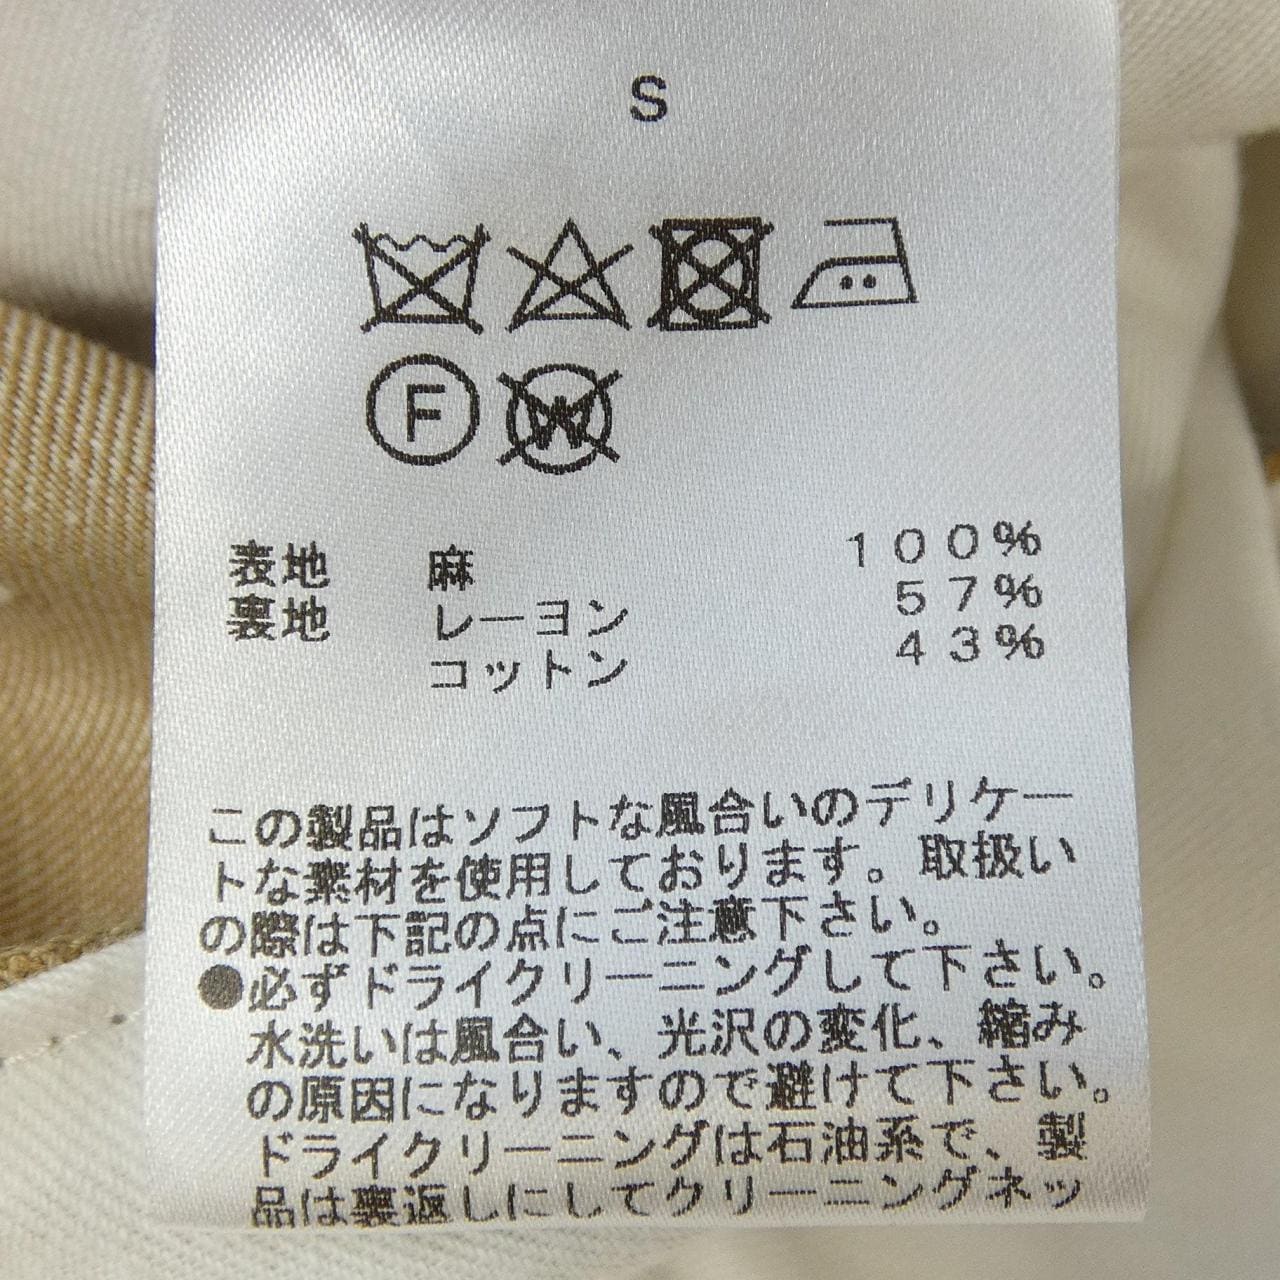 S
F
W
表地 麻 100%
裏地 レーヨン 57%
コットン 43%
この製品はソフトな風合いのデリケー
トな素材を使用しております。取扱い
の際は下記の点にご注意下さい。
●必ずドライクリーニングして下さい。
水洗いは風合い、光沢の変化、縮み
の原因になりますので避けて下さい。
ドライクリーニングは石油系で、製
品は裏返しにしてクリーニングネッ